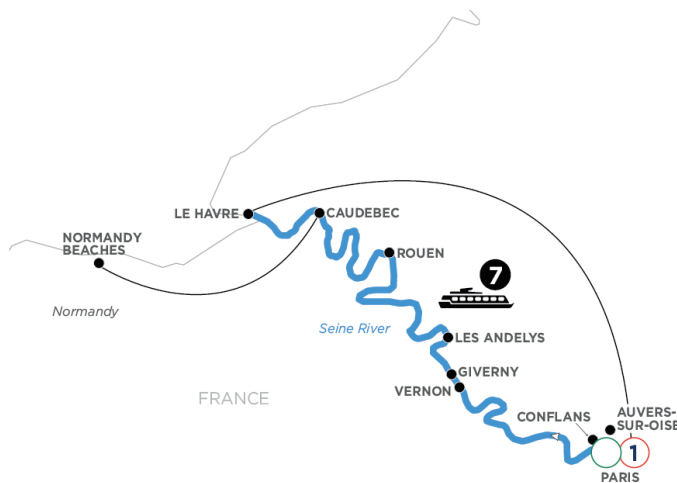 7
LE HAVRE
CAUDEBEC
NORMANDY
BEACHES
ROUEN
Normandy
Seine River
LES ANDELYS
GIVERNY
VERNON
FRANCE
CONFLANS
AUVERS-
SUR-OISE
1
PARIS